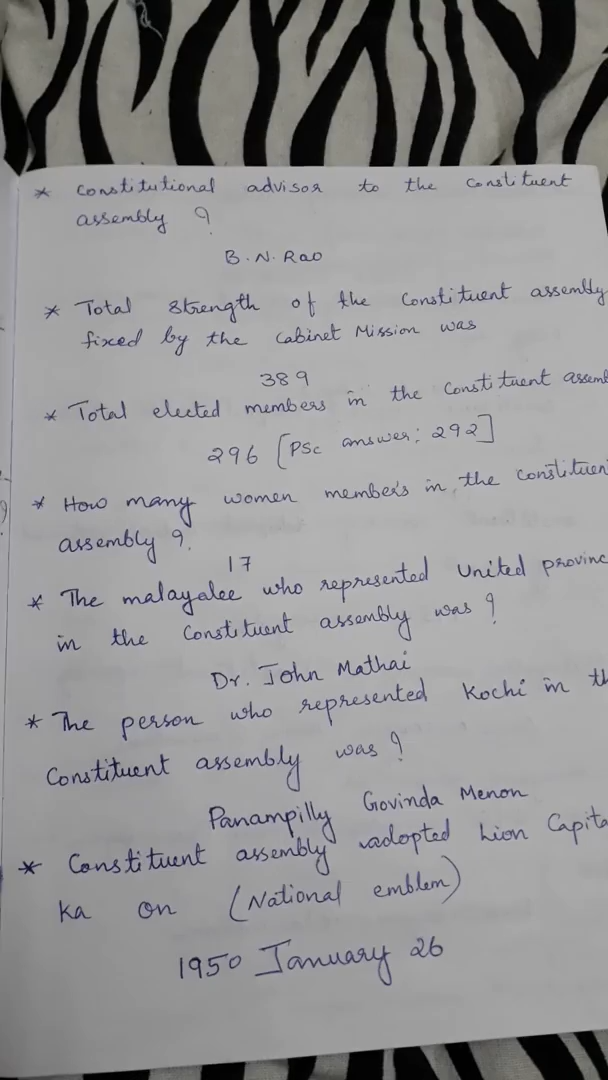 * Constitutional advisor to the Constituent
assembly ?
B.N. Rao
* Total strength of the Constituent assembly
fixed by the Cabinet Mission was
389
* Total elected members in the Constituent assemb
296 [PSC answer; 292]
* How many women members in the Constituen
assembly ?
17
* The malayalee who represented United provinc
in the Constituent assembly was ?
Dr. John Mathai
* The person who represented Kochi in th
Constituent assembly was ?
Panampilly Govinda Menon
* Constituent assembly adopted Lion Capita
ka on (National emblem)
1950 January 26